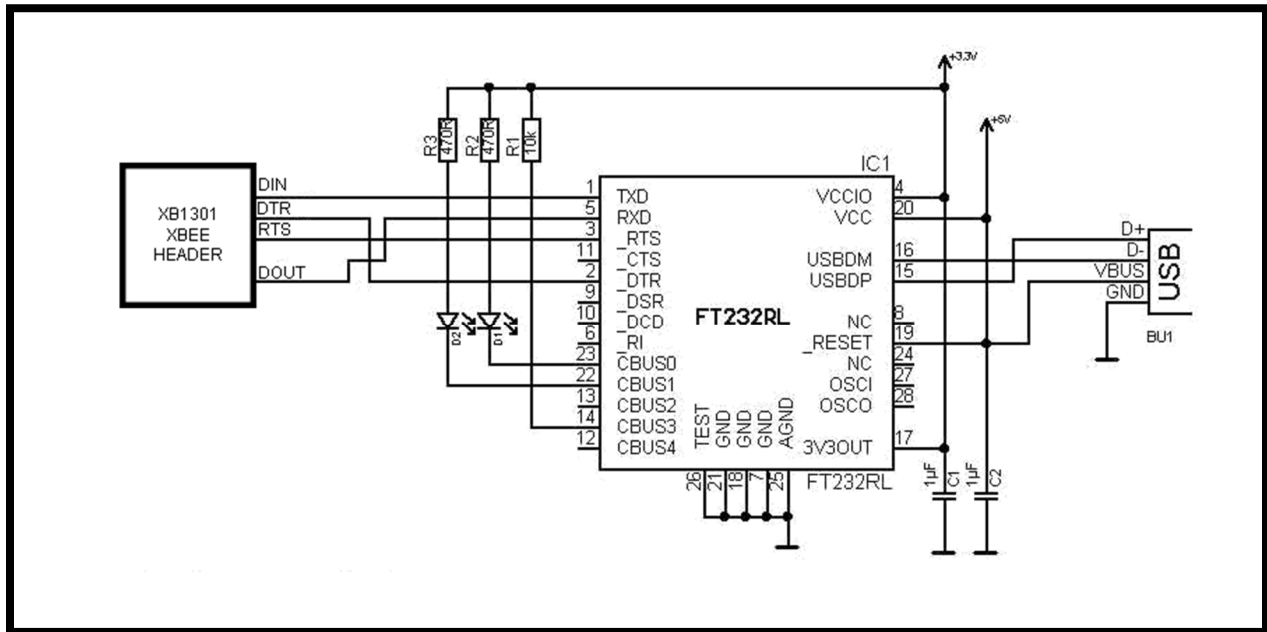 +3.3V
+5V
R3
470R
R2
470R
R1
10k
XB1301
XBEE
HEADER
DIN
DTR
RTS
DOUT
D2
D1
IC1
FT232RL
FT232RL
1
TXD
5
RXD
3
_RTS
11
_CTS
2
_DTR
9
_DSR
10
_DCD
6
_RI
23
CBUS0
22
CBUS1
13
CBUS2
14
CBUS3
12
CBUS4
VCCIO
4
VCC
20
USBDM
16
USBDP
15
NC
8
_RESET
19
NC
24
OSCI
27
OSCO
28
3V3OUT
17
TEST
GND
GND
GND
AGND
26
21
18
7
25
1µF
C1
1µF
C2
D+
D-
VBUS
GND
USB
BU1